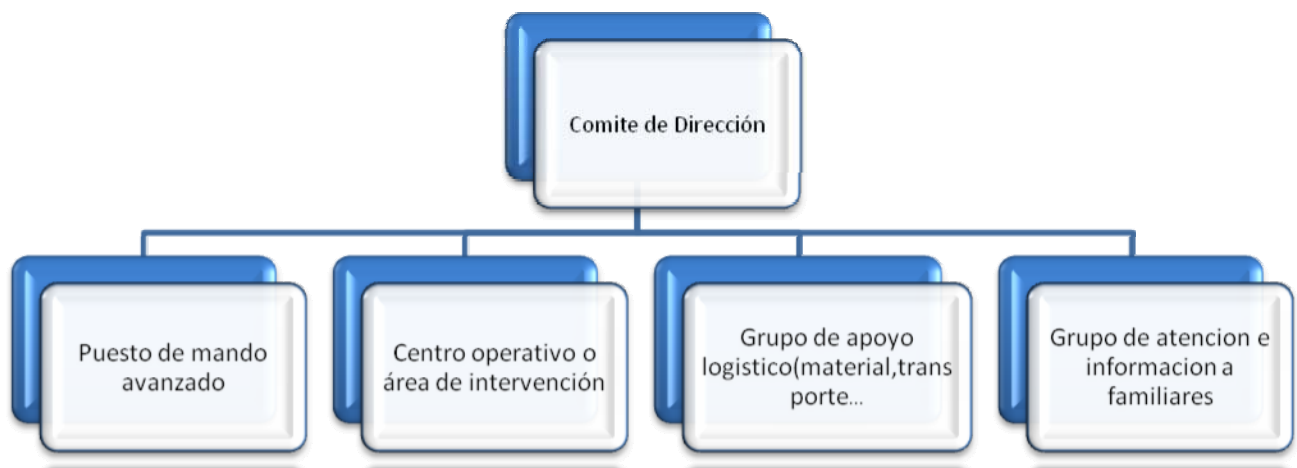 Comite de Dirección
Puesto de mando
avanzado
Centro operativo o
área de intervención
Grupo de apoyo
logistico(material,trans
porte...
Grupo de atencion e
informacion a
familiares